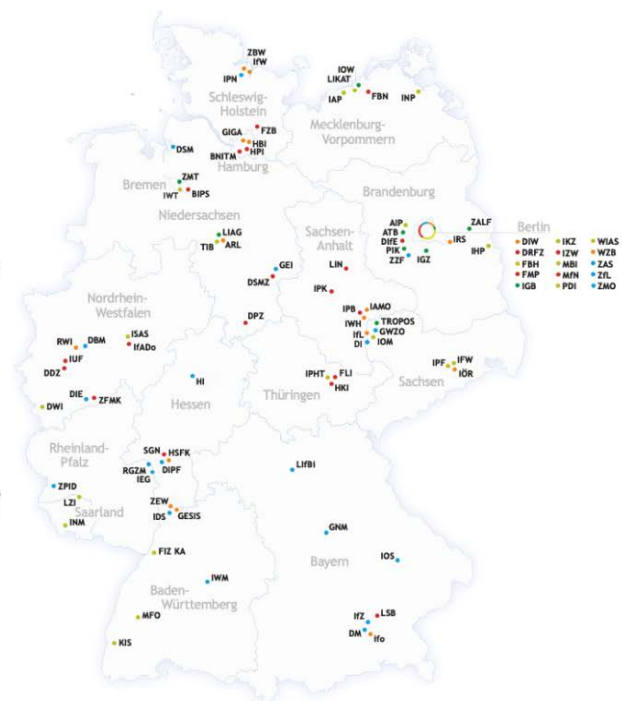 ZBW
IfW
IPN
Schleswig-
Holstein
IOW
LIKAT
IAP
FBN
INP
Mecklenburg-
Vorpommern
FZB
GIGA
HBI
HPI
BNITM
Hamburg
DSM
ZMT
Bremen
IWT
BIPS
Niedersachsen
LIAG
TIB
ARL
Brandenburg
AIP
ATB
DIfE
PIK
ZZF
IGZ
IRS
ZALF
IHP
Berlin
DIW IKZ WIAS
DRFZ IZW WZB
FBH MBI ZAS
FMP MfN ZfL
IGB PDI ZMO
Sachsen-
Anhalt
LIN
GEI
DSMZ
IPK
DPZ
IPB
IAMO
IWH
TROPOS
IfL
GWZO
DI
IOM
Nordrhein-
Westfalen
ISAS
RWI
DBM
IfADo
IUF
DDZ
DIE
ZFMK
DWI
HI
Hessen
IPHT
FLI
HKI
Thüringen
IPF
IFW
IÖR
Sachsen
Rheinland-
Pfalz
SGN
HSFK
RGZM
DIPF
IEG
LIfBi
ZPID
LZI
Saarland
INM
ZEW
IDS
GESIS
GNM
FIZ KA
IOS
Bayern
IWM
Baden-
Württemberg
MFO
IfZ
LSB
DM
ifo
KIS